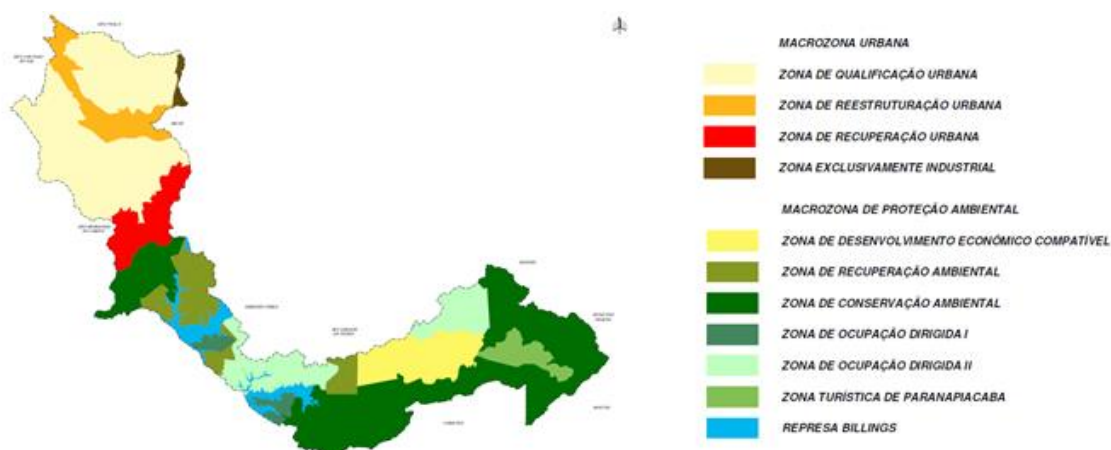 SÃO PAULO
MACROZONA URBANA
ZONA DE QUALIFICAÇÃO URBANA
ZONA DE REESTRUTURAÇÃO URBANA
ZONA DE RECUPERAÇÃO URBANA
ZONA EXCLUSIVAMENTE INDUSTRIAL
MACROZONA DE PROTEÇÃO AMBIENTAL
ZONA DE DESENVOLVIMENTO ECONÔMICO COMPATÍVEL
ZONA DE RECUPERAÇÃO AMBIENTAL
ZONA DE CONSERVAÇÃO AMBIENTAL
ZONA DE OCUPAÇÃO DIRIGIDA I
ZONA DE OCUPAÇÃO DIRIGIDA II
ZONA TURÍSTICA DE PARANAPIACABA
REPRESA BILLINGS